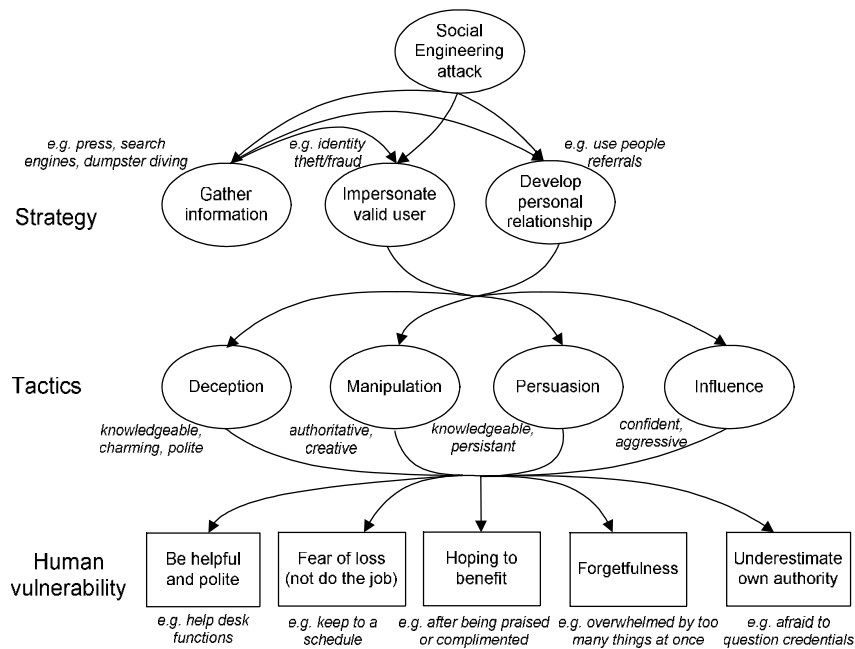 Social
Engineering
attack
e.g. press, search
engines, dumpster diving
e.g. identity
theft/fraud
e.g. use people
referrals
Strategy
Gather
information
Impersonate
valid user
Develop
personal
relationship
Tactics
Deception
Manipulation
Persuasion
Influence
knowledgeable,
charming, polite
authoritative,
creative
knowledgeable,
persistant
confident,
aggressive
Human
vulnerability
Be helpful
and polite
Fear of loss
(not do the job)
Hoping to
benefit
Forgetfulness
Underestimate
own authority
e.g. help desk
functions
e.g. keep to a
schedule
e.g. after being praised
or complimented
e.g. overwhelmed by too
many things at once
e.g. afraid to
question credentials